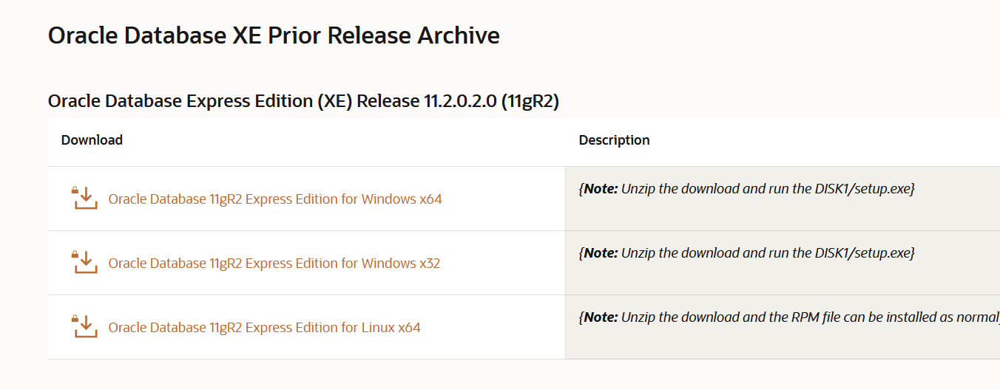 Oracle Database XE Prior Release Archive
Oracle Database Express Edition (XE) Release 11.2.0.2.0 (11gR2)
Download Description
Oracle Database 11gR2 Express Edition for Windows x64 {Note: Unzip the download and run the DISK1/setup.exe}
Oracle Database 11gR2 Express Edition for Windows x32 {Note: Unzip the download and run the DISK1/setup.exe}
Oracle Database 11gR2 Express Edition for Linux x64 {Note: Unzip the download and the RPM file can be installed as normal}